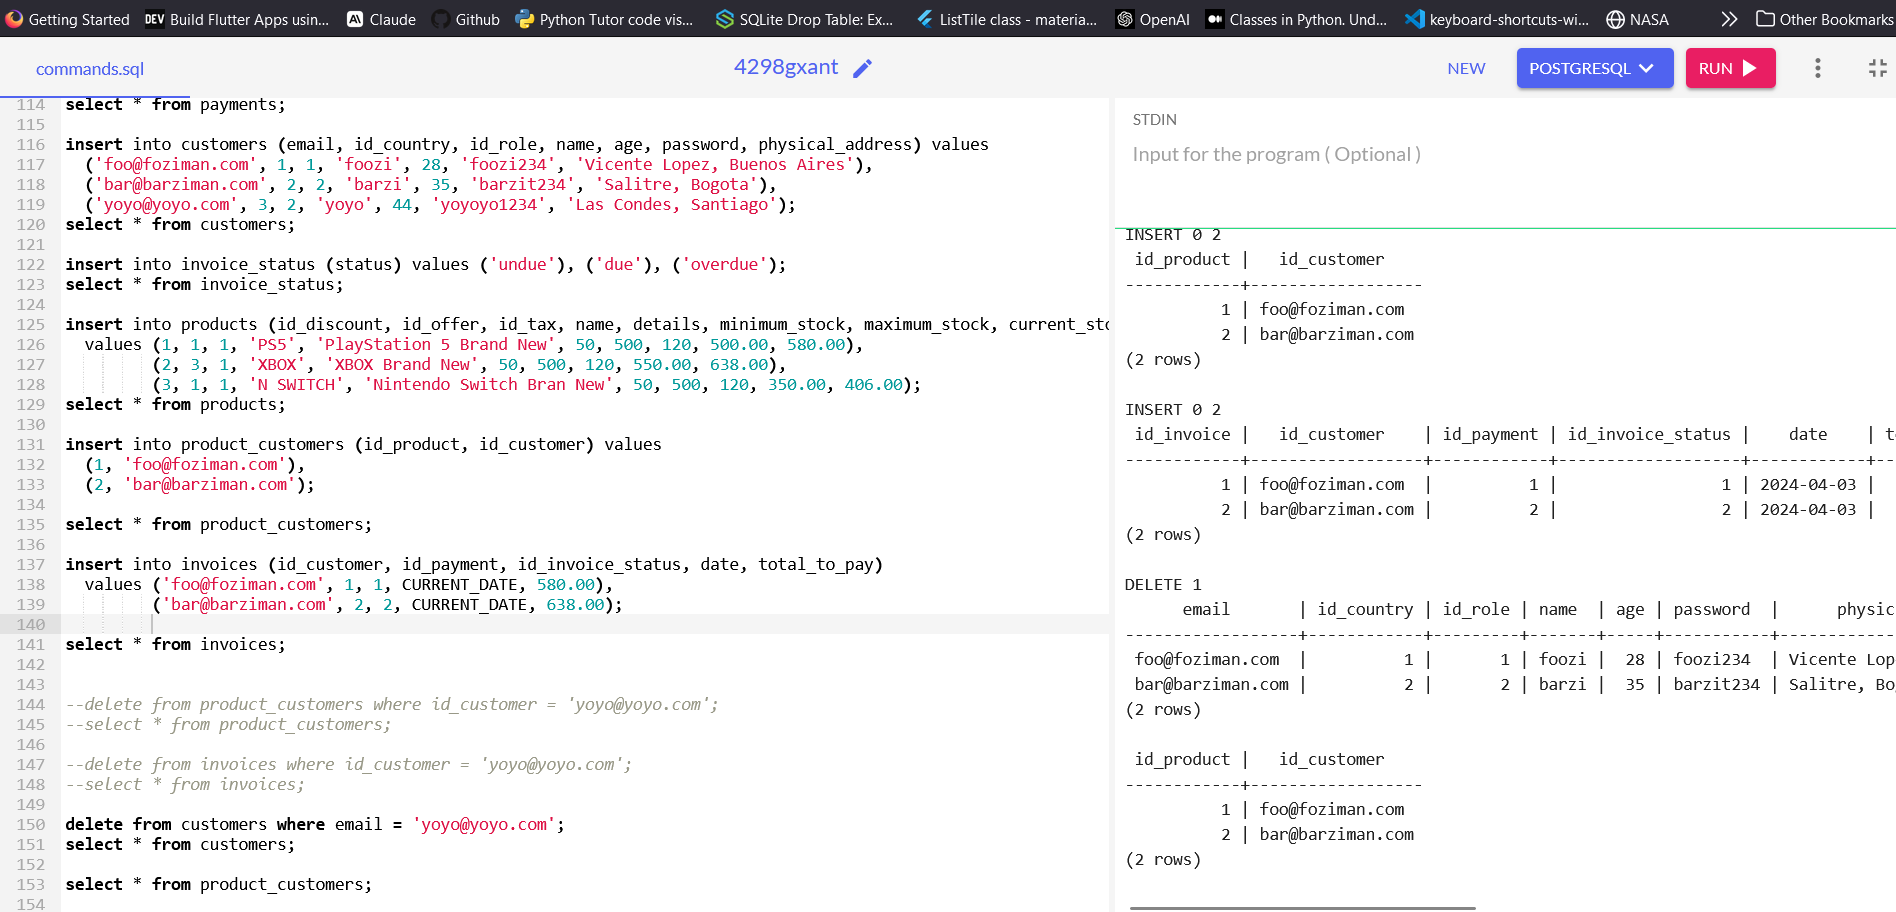 Getting Started DEV Build Flutter Apps usin... AI Claude Github Python Tutor code vis... SQLite Drop Table: Ex... ListTile class - materia... OpenAI Classes in Python. Und... keyboard-shortcuts-wi... NASA Other Bookmarks
commands.sql 4298gxant NEW POSTGRESQL RUN
114 select * from payments;
115
116 insert into customers (email, id_country, id_role, name, age, password, physical_address) values
117 ('foo@foziman.com', 1, 1, 'foozi', 28, 'foozi234', 'Vicente Lopez, Buenos Aires'),
118 ('bar@barziman.com', 2, 2, 'barzi', 35, 'barzit234', 'Salitre, Bogota'),
119 ('yoyo@yoyo.com', 3, 2, 'yoyo', 44, 'yoyoyo1234', 'Las Condes, Santiago');
120 select * from customers;
121
122 insert into invoice_status (status) values ('undue'), ('due'), ('overdue');
123 select * from invoice_status;
124
125 insert into products (id_discount, id_offer, id_tax, name, details, minimum_stock, maximum_stock, current_sto
126 values (1, 1, 1, 'PS5', 'PlayStation 5 Brand New', 50, 500, 120, 500.00, 580.00),
127 (2, 3, 1, 'XBOX', 'XBOX Brand New', 50, 500, 120, 550.00, 638.00),
128 (3, 1, 1, 'N SWITCH', 'Nintendo Switch Bran New', 50, 500, 120, 350.00, 406.00);
129 select * from products;
130
131 insert into product_customers (id_product, id_customer) values
132 (1, 'foo@foziman.com'),
133 (2, 'bar@barziman.com');
134
135 select * from product_customers;
136
137 insert into invoices (id_customer, id_payment, id_invoice_status, date, total_to_pay)
138 values ('foo@foziman.com', 1, 1, CURRENT_DATE, 580.00),
139 ('bar@barziman.com', 2, 2, CURRENT_DATE, 638.00);
140
141 select * from invoices;
142
143
144 --delete from product_customers where id_customer = 'yoyo@yoyo.com';
145 --select * from product_customers;
146
147 --delete from invoices where id_customer = 'yoyo@yoyo.com';
148 --select * from invoices;
149
150 delete from customers where email = 'yoyo@yoyo.com';
151 select * from customers;
152
153 select * from product_customers;
154
STDIN
Input for the program ( Optional )
INSERT 0 2
id_product | id_customer
------------+------------------
1 | foo@foziman.com
2 | bar@barziman.com
(2 rows)
INSERT 0 2
id_invoice | id_customer | id_payment | id_invoice_status | date | t
------------+------------------+------------+-------------------+------------+--
1 | foo@foziman.com | 1 | 1 | 2024-04-03 |
2 | bar@barziman.com | 2 | 2 | 2024-04-03 |
(2 rows)
DELETE 1
email | id_country | id_role | name | age | password | physic
------------------+------------+---------+-------+-----+-----------+------------
foo@foziman.com | 1 | 1 | foozi | 28 | foozi234 | Vicente Lop
bar@barziman.com | 2 | 2 | barzi | 35 | barzit234 | Salitre, Bo
(2 rows)
id_product | id_customer
------------+------------------
1 | foo@foziman.com
2 | bar@barziman.com
(2 rows)